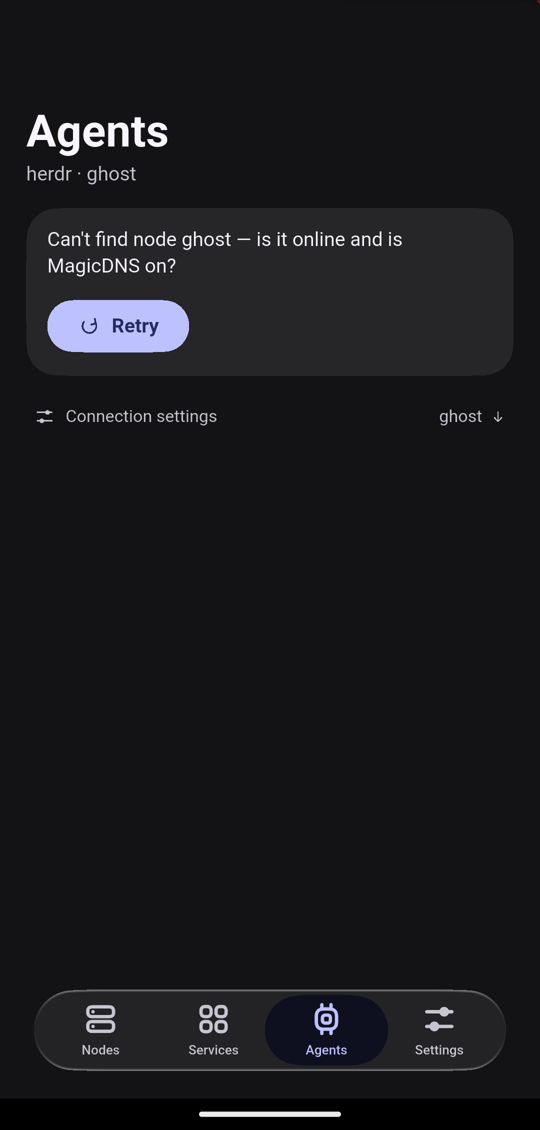 Agents
herdr · ghost
Can't find node ghost — is it online and is
MagicDNS on?
Retry
Connection settings ghost ↓
Nodes Services Agents Settings